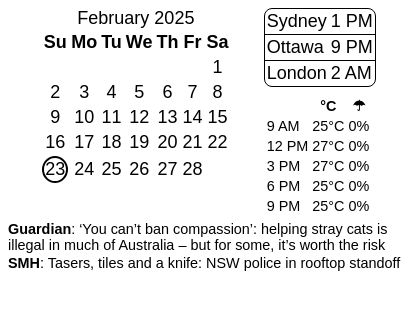 February 2025
Su Mo Tu We Th Fr Sa
1
2 3 4 5 6 7 8
9 10 11 12 13 14 15
16 17 18 19 20 21 22
23 24 25 26 27 28
Sydney 1 PM
Ottawa 9 PM
London 2 AM
°C ☂
9 AM 25°C 0%
12 PM 27°C 0%
3 PM 27°C 0%
6 PM 25°C 0%
9 PM 25°C 0%
Guardian: ‘You can’t ban compassion’: helping stray cats is
illegal in much of Australia – but for some, it’s worth the risk
SMH: Tasers, tiles and a knife: NSW police in rooftop standoff